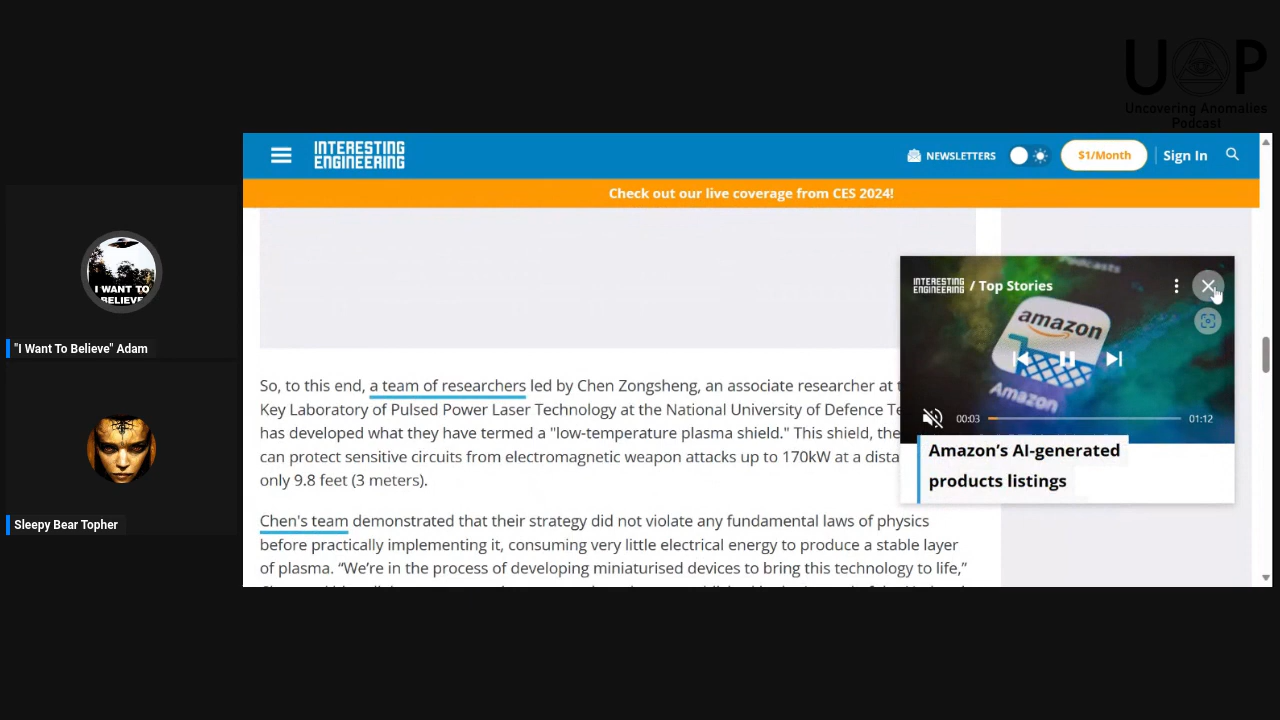 UOP
Uncovering Anomalies
Podcast
INTERESTING
ENGINEERING
NEWSLETTERS
$1/Month
Sign In
Check out our live coverage from CES 2024!
Podcasts
INTERESTING
ENGINEERING
/ Top Stories
amazon
Amazon
00:03
01:12
Amazon’s AI-generated
products listings
I WANT TO
BELIEVE
"I Want To Believe" Adam
Sleepy Bear Topher
So, to this end, a team of researchers led by Chen Zongsheng, an associate researcher at
Key Laboratory of Pulsed Power Laser Technology at the National University of Defence
has developed what they have termed a "low-temperature plasma shield." This shield,
can protect sensitive circuits from electromagnetic weapon attacks up to 170kW at a
only 9.8 feet (3 meters).
Chen's team demonstrated that their strategy did not violate any fundamental laws of physics
before practically implementing it, consuming very little electrical energy to produce a stable layer
of plasma. “We’re in the process of developing miniaturised devices to bring this technology to life,”